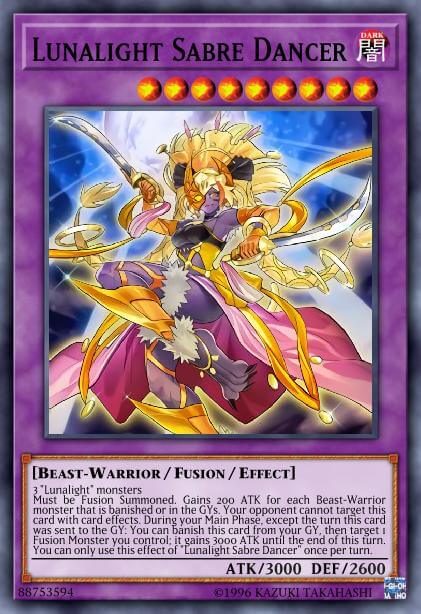 Lunalight Sabre Dancer
DARK
闇
[Beast-Warrior / Fusion / Effect]
3 "Lunalight" monsters
Must be Fusion Summoned. Gains 200 ATK for each Beast-Warrior
monster that is banished or in the GYs. Your opponent cannot target this
card with card effects. During your Main Phase, except the turn this card
was sent to the GY: You can banish this card from your GY, then target 1
Fusion Monster you control; it gains 3000 ATK until the end of this turn.
You can only use this effect of "Lunalight Sabre Dancer" once per turn.
ATK/3000 DEF/2600
88753594
©1996 KAZUKI TAKAHASHI